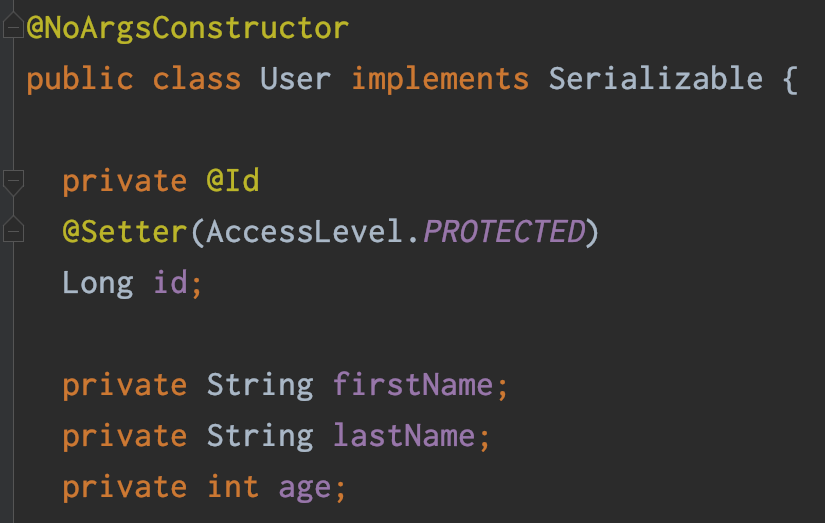 @NoArgsConstructor
public class User implements Serializable {
private @Id
@Setter(AccessLevel.PROTECTED)
Long id;
private String firstName;
private String lastName;
private int age;